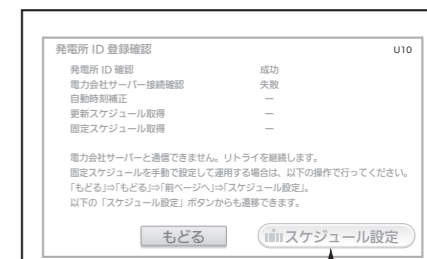 発電所 ID 登録確認 U10
発電所 ID 確認 成功
電力会社サーバー接続確認 失敗
自動時刻補正 ー
更新スケジュール取得 ー
固定スケジュール取得 ー
電力会社サーバーと通信できません。リトライを継続します。
固定スケジュールを手動で設定して運用する場合は、以下の操作で行ってください。
「もどる」⇒「もどる」⇒「前ページへ」⇒「スケジュール設定」。
以下の「スケジュール設定」ボタンからも遷移できます。
もどる スケジュール設定